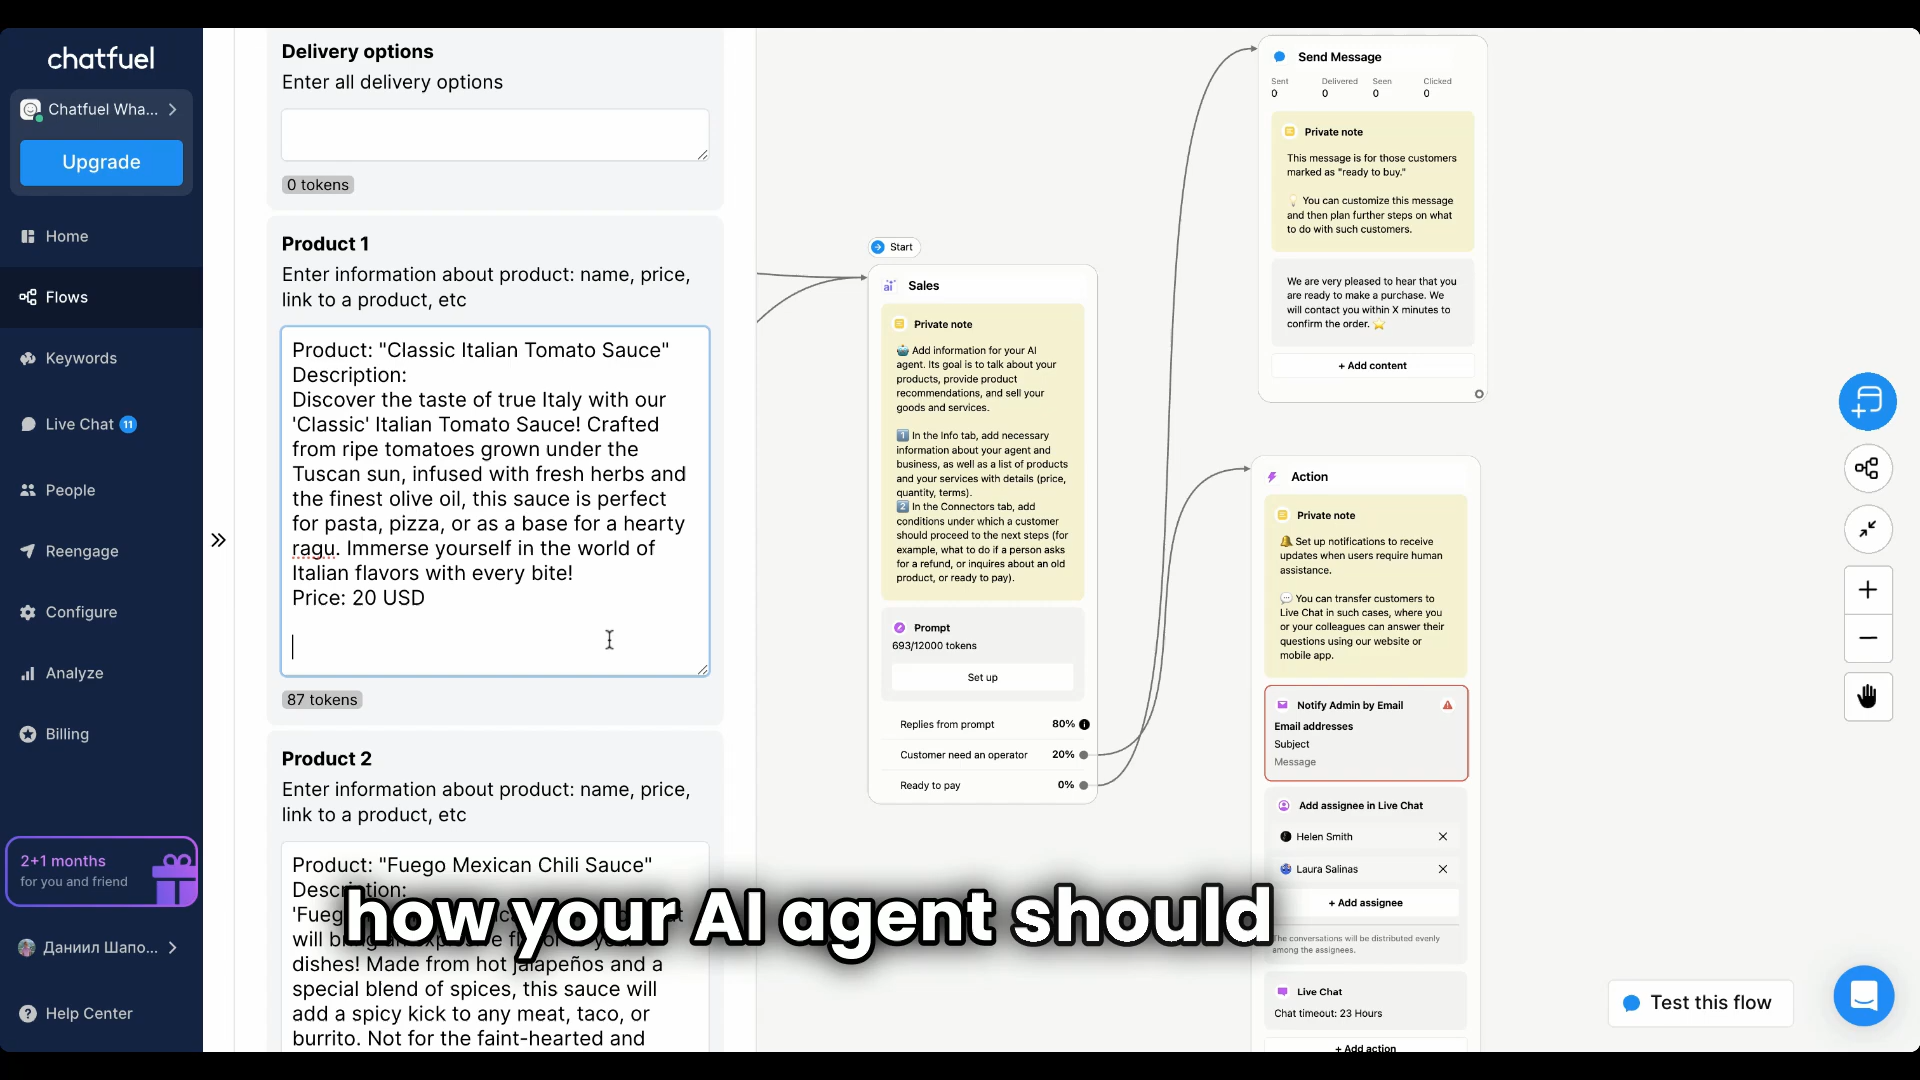 chatfuel
Chatfuel Wha...
Upgrade
Home
Flows
Keywords
Live Chat 11
People
Reengage
Configure
Analyze
Billing
2+1 months
for you and friend
Даниил Шапо...
Help Center
Delivery options
Enter all delivery options
0 tokens
Product 1
Enter information about product: name, price,
link to a product, etc
Product: "Classic Italian Tomato Sauce"
Description:
Discover the taste of true Italy with our
'Classic' Italian Tomato Sauce! Crafted
from ripe tomatoes grown under the
Tuscan sun, infused with fresh herbs and
the finest olive oil, this sauce is perfect
for pasta, pizza, or as a base for a hearty
ragu. Immerse yourself in the world of
Italian flavors with every bite!
Price: 20 USD
87 tokens
Product 2
Enter information about product: name, price,
link to a product, etc
Product: "Fuego Mexican Chili Sauce"
Description:
will
dishes! Made from hot jalapeños and a
special blend of spices, this sauce will
add a spicy kick to any meat, taco, or
burrito. Not for the faint-hearted and
how your AI agent should
Start
Sales
Private note
Add information for your AI
agent. Its goal is to talk about your
products, provide product
recommendations, and sell your
goods and services.
1 In the Info tab, add necessary
information about your agent and
business, as well as a list of products
and your services with details (price,
quantity, terms).
2 In the Connectors tab, add
conditions under which a customer
should proceed to the next steps (for
example, what to do if a person asks
for a refund, or inquires about an old
product, or ready to pay).
Prompt
693/12000 tokens
Set up
Replies from prompt 80%
Customer need an operator 20%
Ready to pay 0%
Send Message
Sent Delivered Seen Clicked
0 0 0 0
Private note
This message is for those customers
marked as "ready to buy."
You can customize this message
and then plan further steps on what
to do with such customers.
We are very pleased to hear that you
are ready to make a purchase. We
will contact you within X minutes to
confirm the order.
+ Add content
Action
Private note
Set up notifications to receive
updates when users require human
assistance.
You can transfer customers to
Live Chat in such cases, where you
or your colleagues can answer their
questions using our website or
mobile app.
Notify Admin by Email
Email addresses
Subject
Message
Add assignee in Live Chat
Helen Smith
Laura Salinas
+ Add assignee
The conversations will be distributed evenly
among the assignees.
Live Chat
Chat timeout: 23 Hours
+ Add action
Test this flow